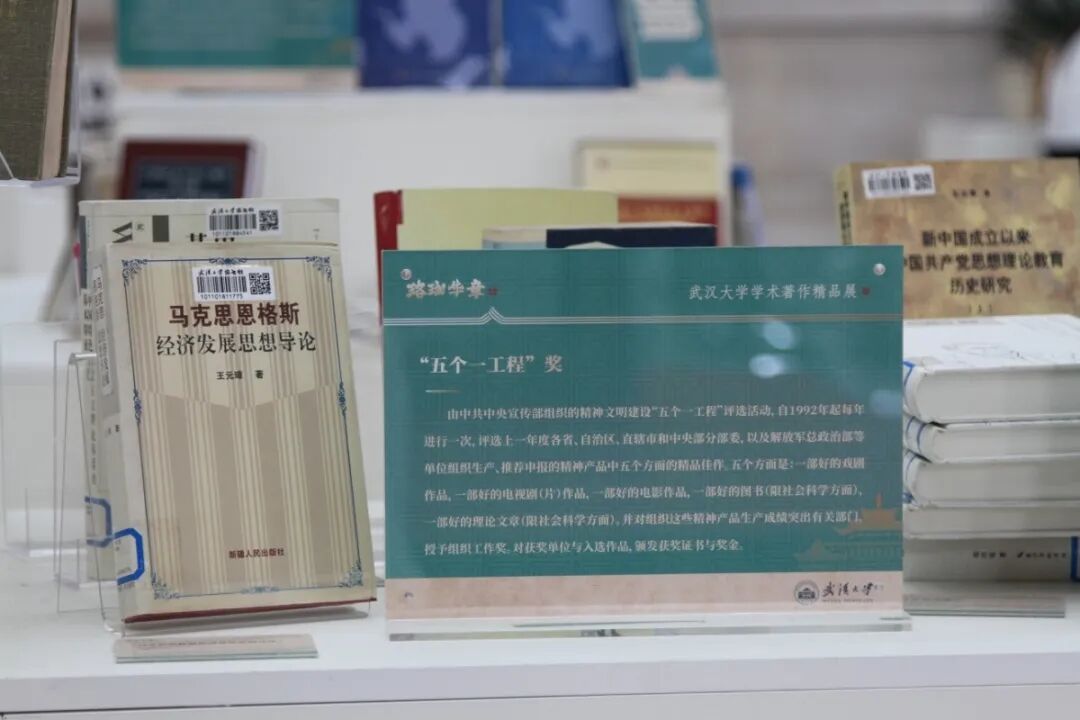 武汉大学图书馆
101101811775
马克思恩格斯
经济发展思想导论
王元璋 著
新疆人民出版社
珞珈华章
武汉大学学术著作精品展
“五个一工程”奖
由中共中央宣传部组织的精神文明建设“五个一工程”评选活动，自1992年起每年
进行一次，评选上一年度各省、自治区、直辖市和中央部分部委，以及解放军总政治部等
单位组织生产、推荐申报的精神产品中五个方面的精品佳作。五个方面是：一部好的戏剧
作品，一部好的电视剧（片）作品，一部好的电影作品，一部好的图书（限社会科学方面），
一部好的理论文章（限社会科学方面），并对组织这些精神产品生产成绩突出有关部门，
授予组织工作奖。对获奖单位与入选作品，颁发获奖证书与奖金。
武汉大学
新中国成立以来
中国共产党思想理论教育
历史研究